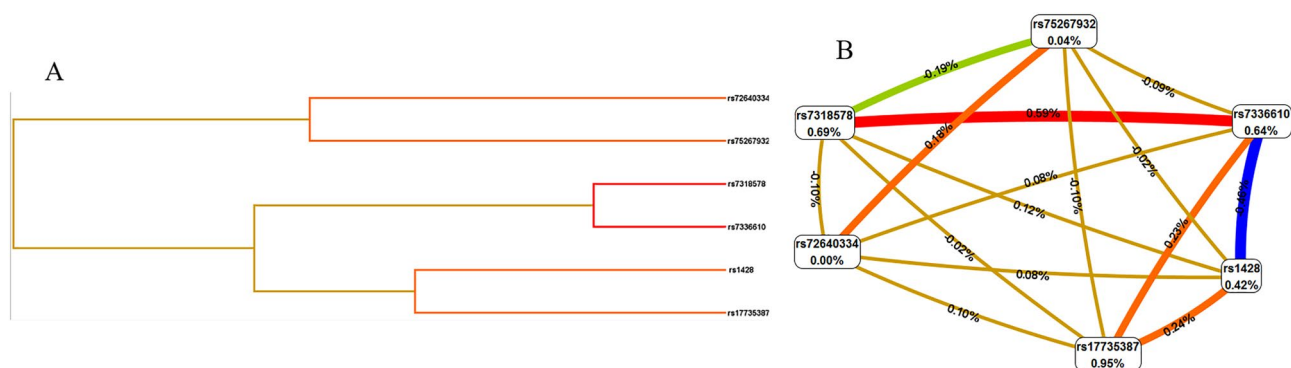 A
rs72640334
rs75267932
rs7318578
rs7336610
rs1428
rs17735387
B
rs75267932
0.04%
-0.19%
-0.09%
rs7318578
0.69%
0.59%
rs7336610
0.64%
0.18%
-0.02%
-0.10%
0.08%
-0.10%
0.12%
-0.46%
0.23%
-0.02%
rs72640334
0.00%
0.08%
rs1428
0.42%
0.10%
0.24%
rs17735387
0.95%